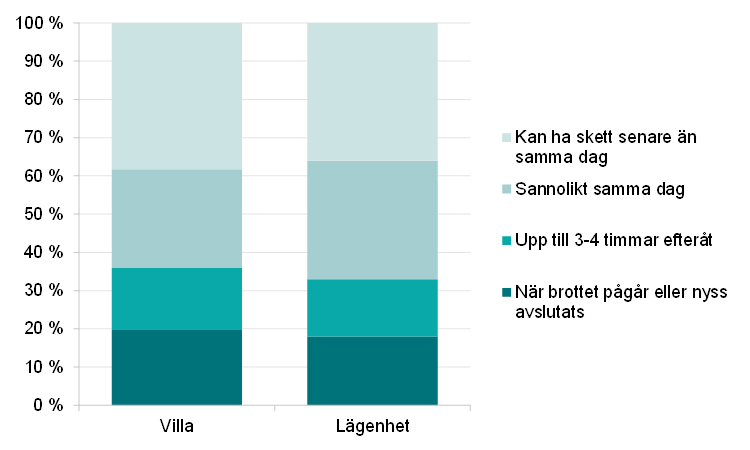 100 %
90 %
80 %
70 %
60 %
50 %
40 %
30 %
20 %
10 %
0 %
Villa
Lägenhet
Kan ha skett senare än
samma dag
Sannolikt samma dag
Upp till 3-4 timmar efteråt
När brottet pågår eller nyss
avslutats